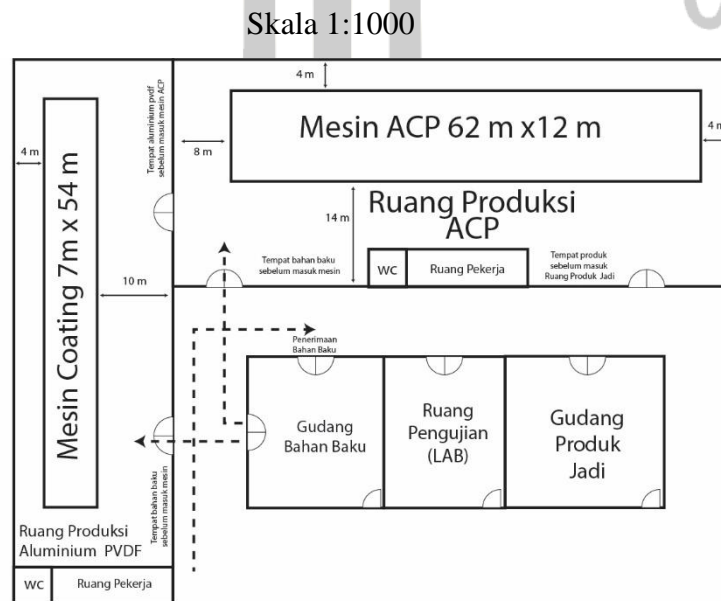 Skala 1:1000
4 m
Mesin ACP 62 m x12 m
8 m
4 m
Tempat aluminium pvdf
sebelum masuk mesin ACP
4 m
Mesin Coating 7m x 54 m
10 m
14 m
Ruang Produksi
ACP
Tempat bahan baku
sebelum masuk mesin
WC
Ruang Pekerja
Tempat produk
sebelum masuk
Ruang Produk Jadi
Penerimaan
Bahan Baku
Gudang
Bahan Baku
Ruang
Pengujian
(LAB)
Gudang
Produk
Jadi
Tempat bahan baku
sebelum masuk mesin
Ruang Produksi
Aluminium PVDF
WC
Ruang Pekerja